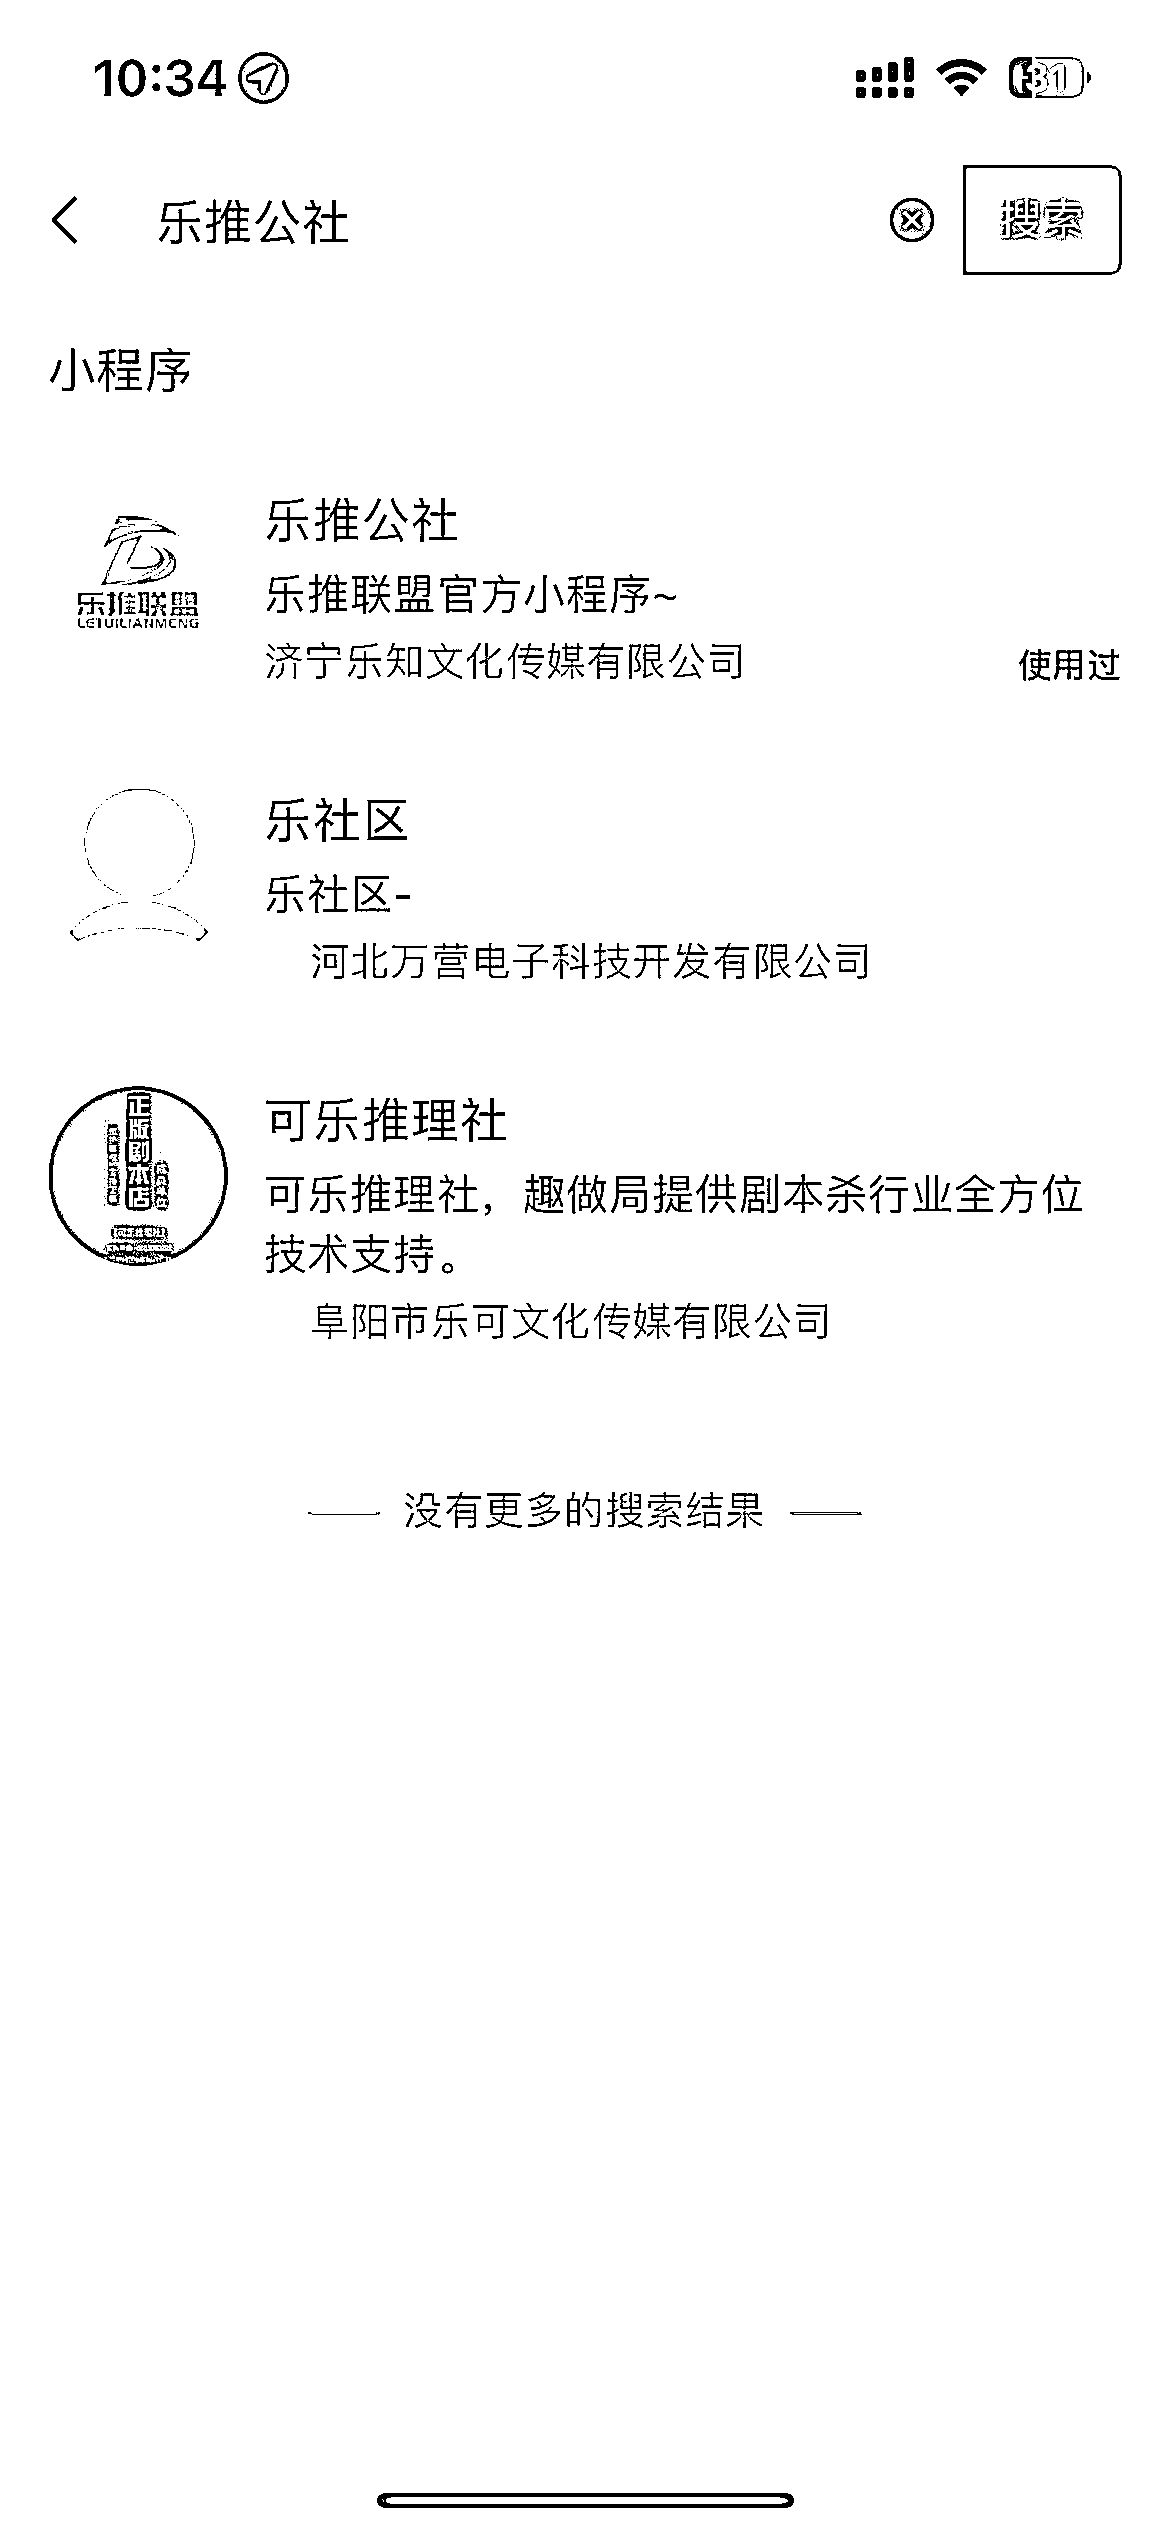 10:34
31
乐推公社
搜索
小程序
乐推公社
乐推联盟官方小程序~
济宁乐知文化传媒有限公司
使用过
乐推联盟
LETUILIANMENG
乐社区
乐社区-
河北万营电子科技开发有限公司
正版剧本店
可乐推理社
可乐推理社，趣做局提供剧本杀行业全方位
技术支持。
阜阳市乐可文化传媒有限公司
没有更多的搜索结果